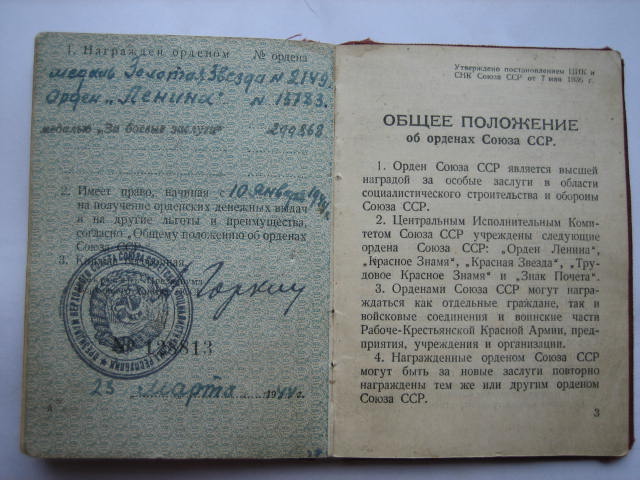 1. Награжден орденом № ордена
медаль Золотая Звезда № 2149.
Орден „Ленина" № 15783.
медалью „За боевые заслуги" 299868
2. Имеет право, начиная с 10 января 1944 г.
на получение орденских денежных выдач
и на другие льготы и преимущества,
согласно „Общему положению об орденах
Союза ССР.
3.
Горкин
№ 129813
23 марта 1944 г.
Утверждено постановлением ЦИК и
СНК Союза ССР от 7 мая 1936 г.
ОБЩЕЕ ПОЛОЖЕНИЕ
об орденах Союза ССР.
1. Орден Союза ССР является высшей
наградой за особые заслуги в области
социалистического строительства и обороны
Союза ССР.
2. Центральным Исполнительным Коми-
тетом Союза ССР учреждены следующие
ордена Союза ССР: „Орден Ленина",
„Красное Знамя", „Красная Звезда", „Тру-
довое Красное Знамя" и „Знак Почета".
3. Орденами Союза ССР могут награ-
ждаться как отдельные граждане, так и
войсковые соединения и воинские части
Рабоче-Крестьянской Красной Армии, пред-
приятия, учреждения и организации.
4. Награжденные орденом Союза ССР
могут быть за новые заслуги повторно
награждены тем же или другим орденом
Союза ССР.
3